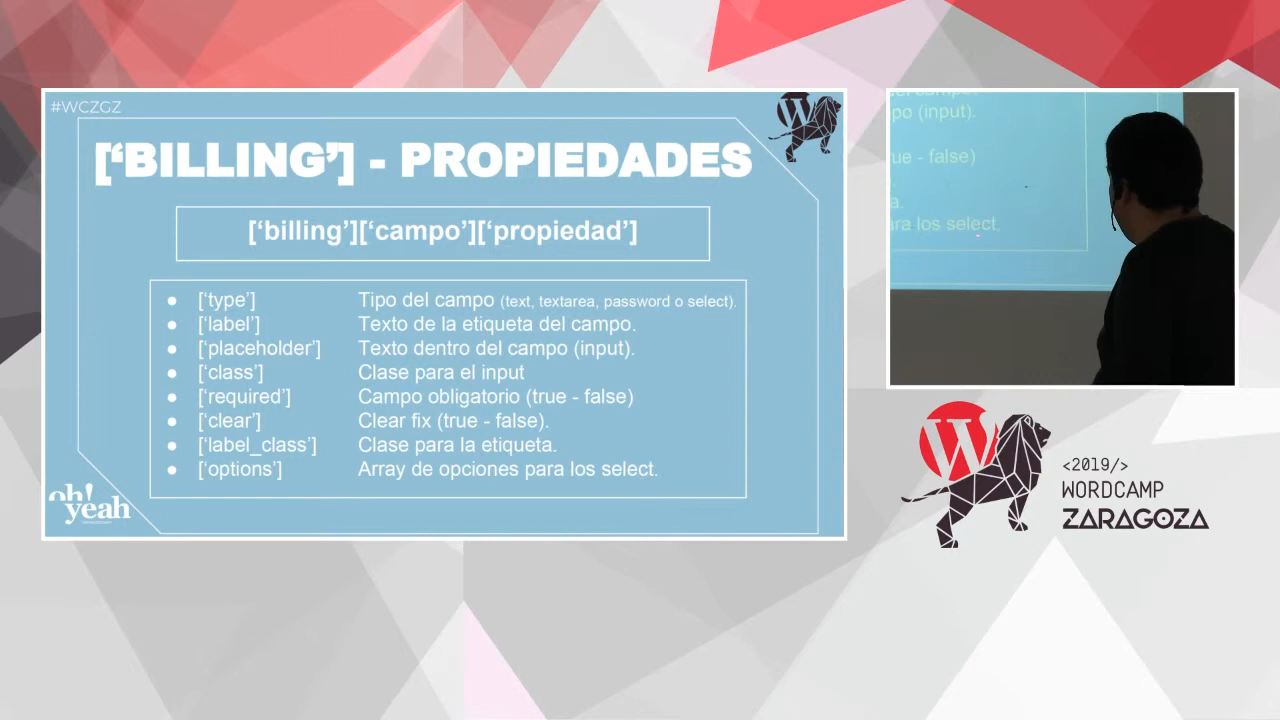 #WCZGZ
[‘BILLING’] - PROPIEDADES
[‘billing’][‘campo’][‘propiedad’]
● [‘type’] Tipo del campo (text, textarea, password o select).
● [‘label’] Texto de la etiqueta del campo.
● [‘placeholder’] Texto dentro del campo (input).
● [‘class’] Clase para el input
● [‘required’] Campo obligatorio (true - false)
● [‘clear’] Clear fix (true - false).
● [‘label_class’] Clase para la etiqueta.
● [‘options’] Array de opciones para los select.
oh!
yeah
po (input).
rue - false)
a.
ara los select.
<2019/>
WORDCAMP
ZARAGOZA